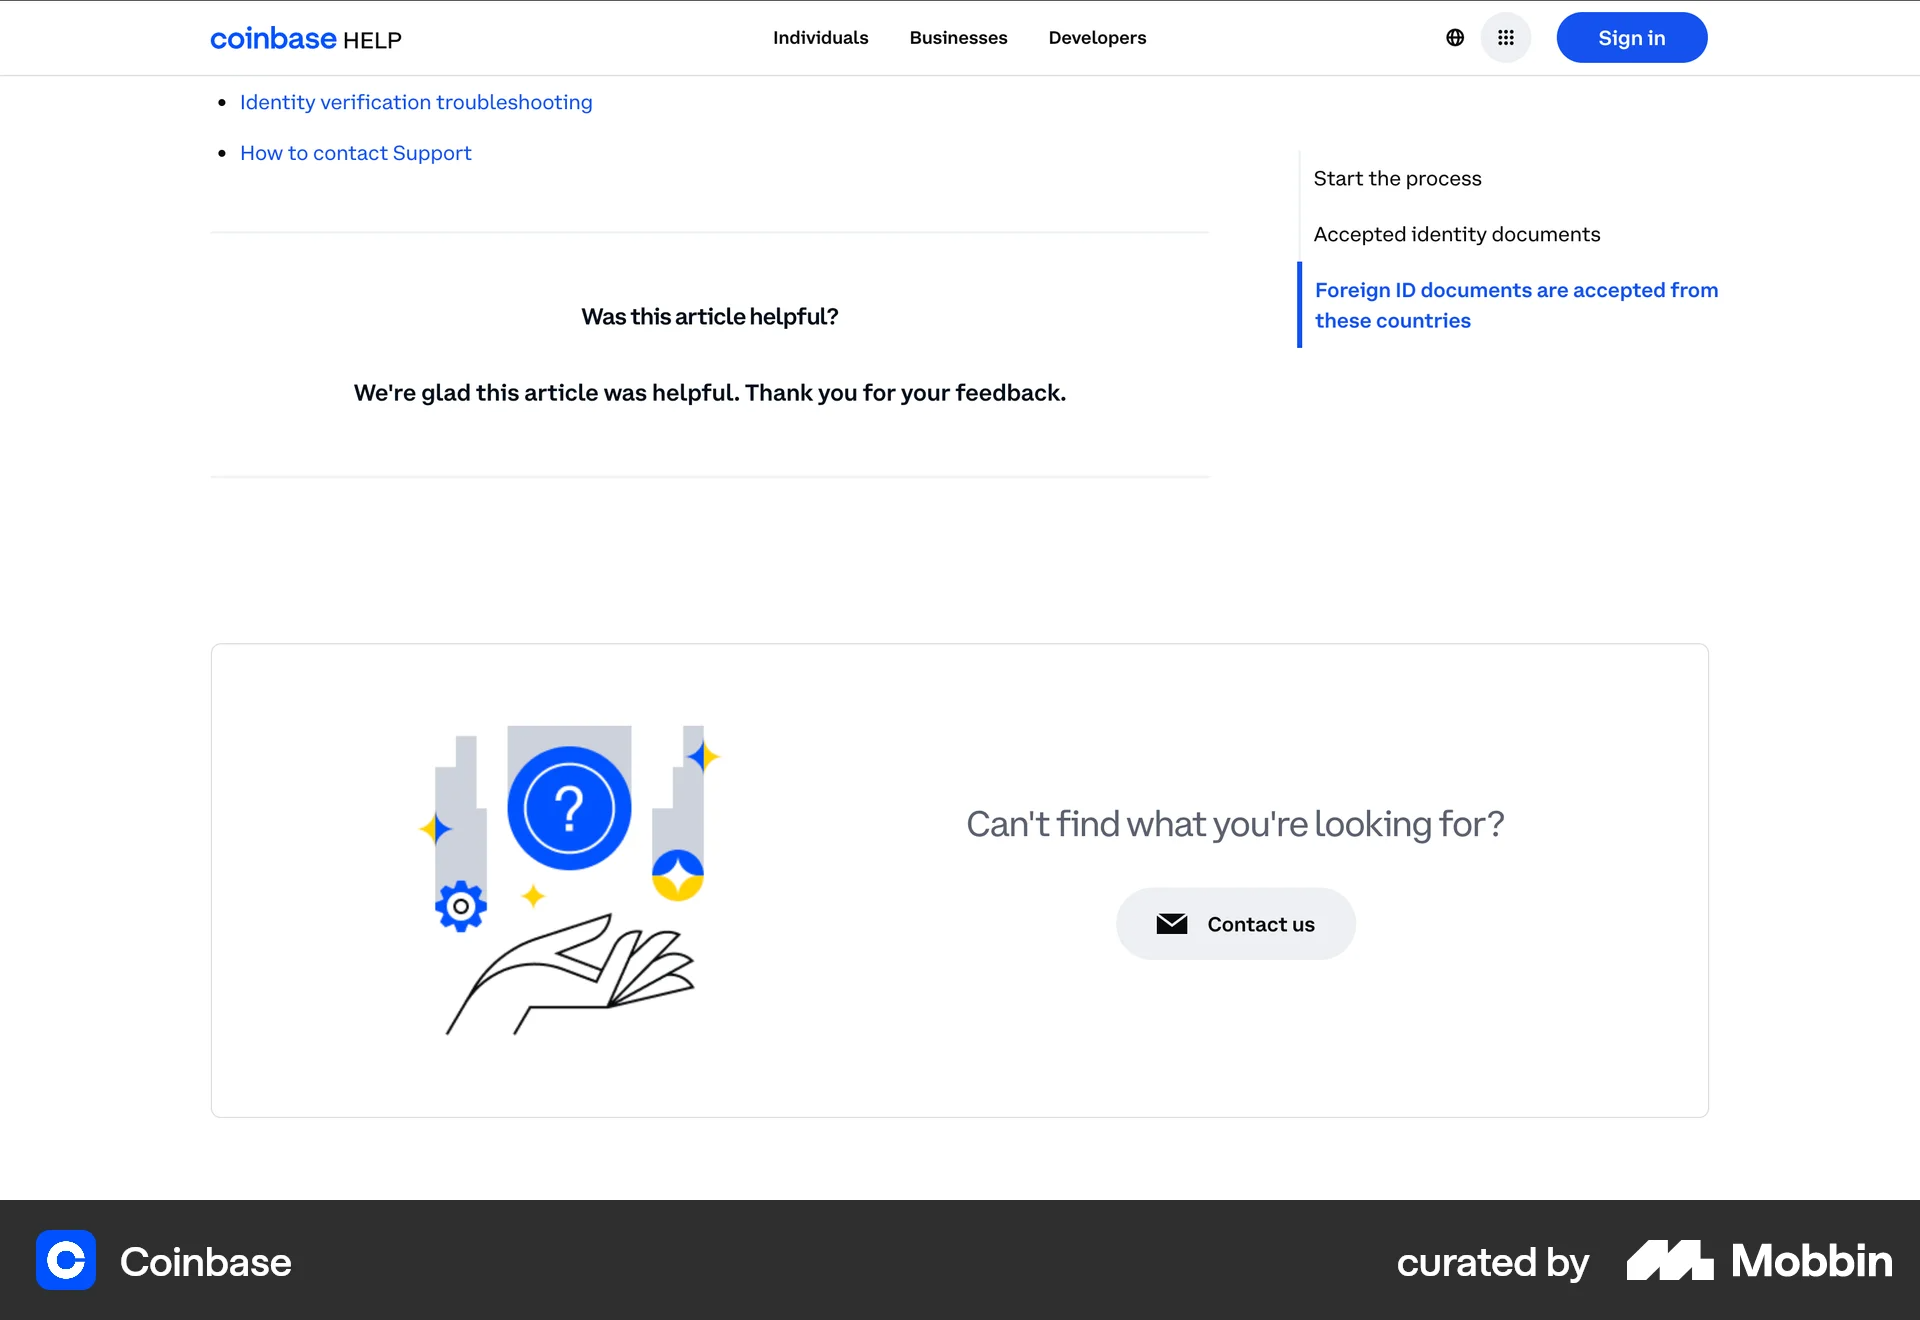 coinbase HELP
Individuals
Businesses
Developers
Sign in
Identity verification troubleshooting
How to contact Support
Start the process
Accepted identity documents
Foreign ID documents are accepted from
these countries
Was this article helpful?
We're glad this article was helpful. Thank you for your feedback.
?
Can't find what you're looking for?
Contact us
Coinbase
curated by
Mobbin